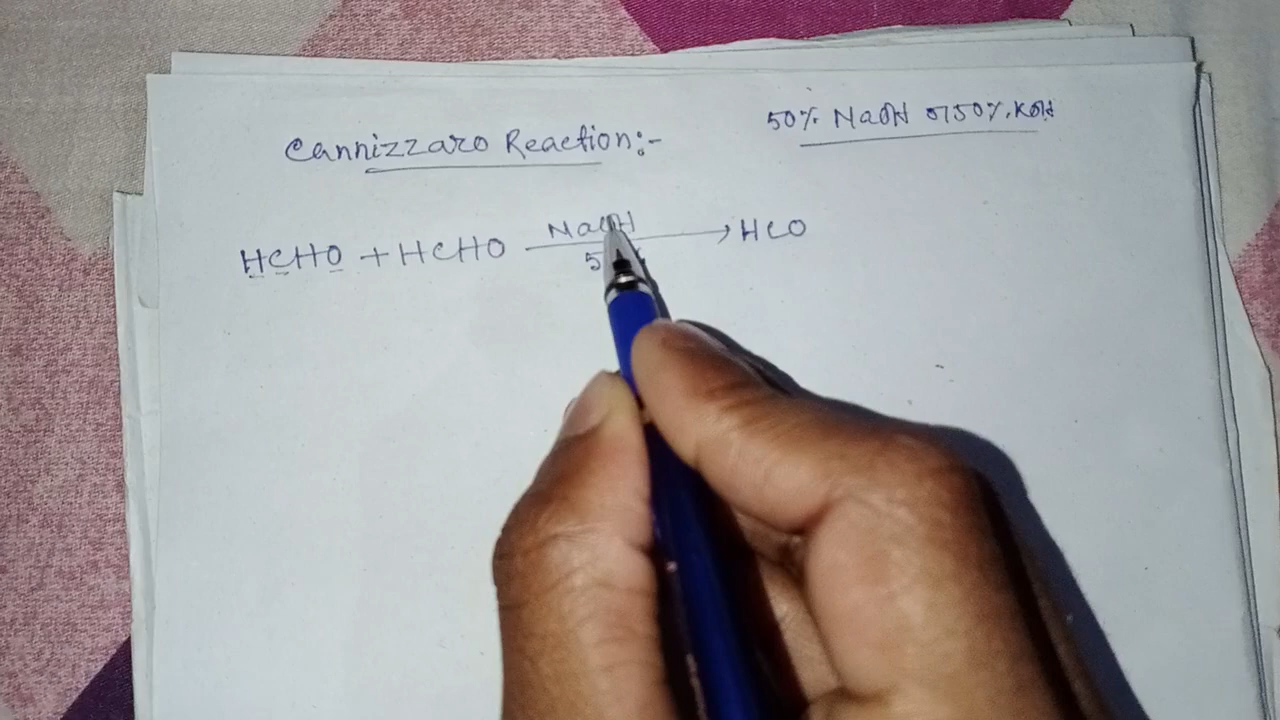 Cannizzaro Reaction:-
50% NaOH or 50% KOH
HCHO + HCHO NaOH → HCO